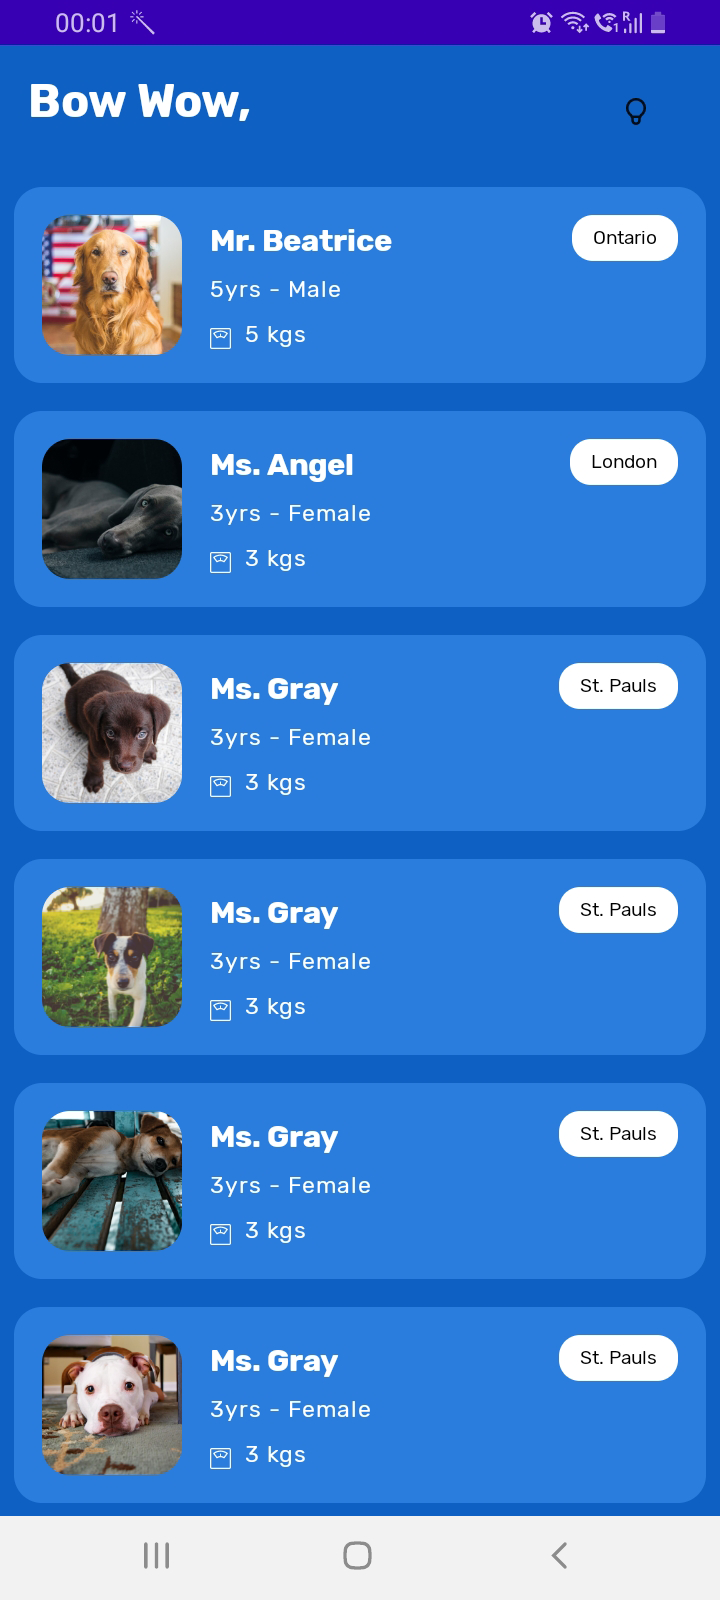 00:01
R
1
Bow Wow,
Mr. Beatrice
Ontario
5yrs - Male
5 kgs
Ms. Angel
London
3yrs - Female
3 kgs
Ms. Gray
St. Pauls
3yrs - Female
3 kgs
Ms. Gray
St. Pauls
3yrs - Female
3 kgs
Ms. Gray
St. Pauls
3yrs - Female
3 kgs
Ms. Gray
St. Pauls
3yrs - Female
3 kgs